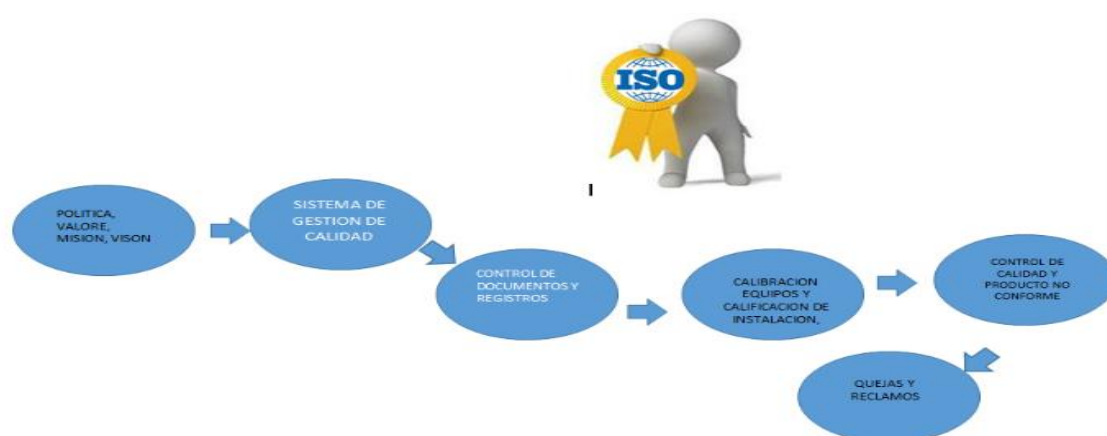 ISO
POLITICA,
VALORE,
MISION, VISON
SISTEMA DE
GESTION DE
CALIDAD
CONTROL DE
DOCUMENTOS Y
REGISTROS
CALIBRACION
EQUIPOS Y
CALIFICACION DE
INSTALACION,
CONTROL DE
CALIDAD Y
PRODUCTO NO
CONFORME
QUEJAS Y
RECLAMOS